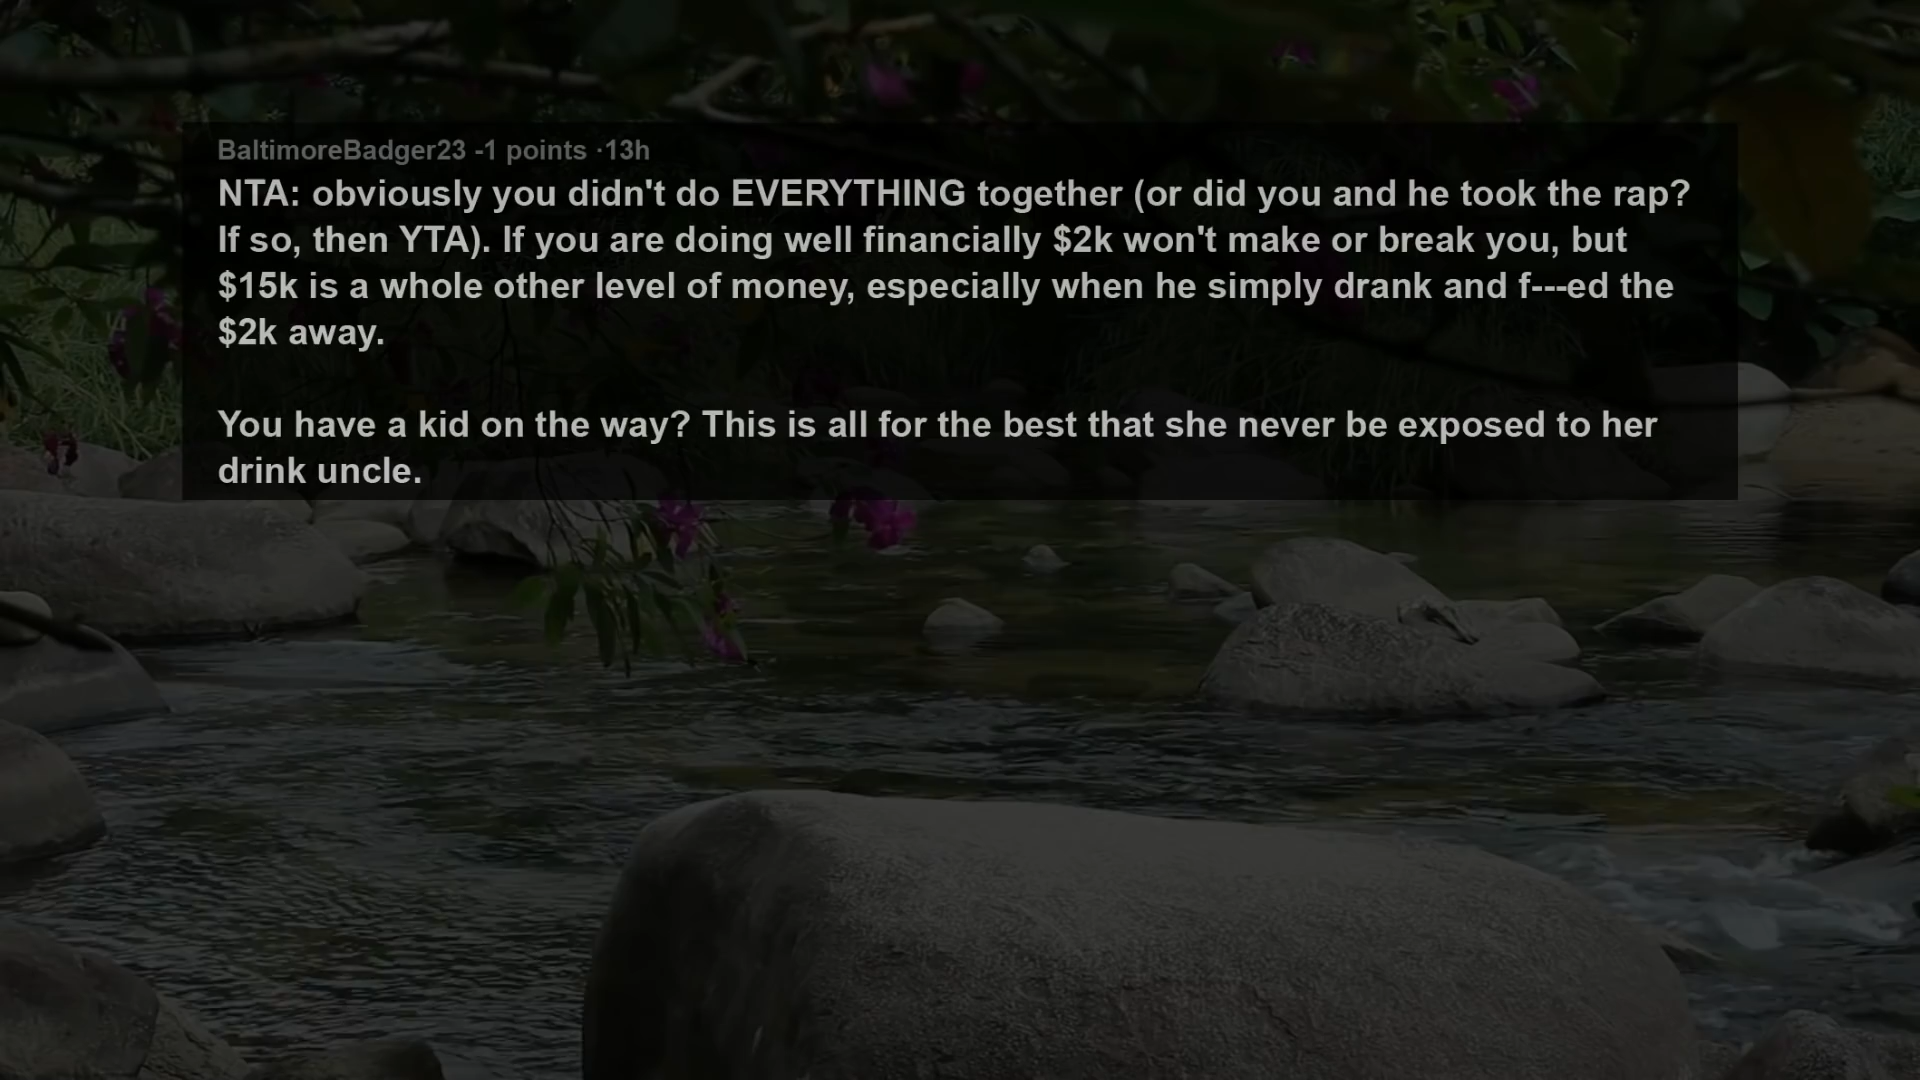 BaltimoreBadger23 -1 points ·13h
NTA: obviously you didn't do EVERYTHING together (or did you and he took the rap?
If so, then YTA). If you are doing well financially $2k won't make or break you, but
$15k is a whole other level of money, especially when he simply drank and f---ed the
$2k away.
You have a kid on the way? This is all for the best that she never be exposed to her
drink uncle.